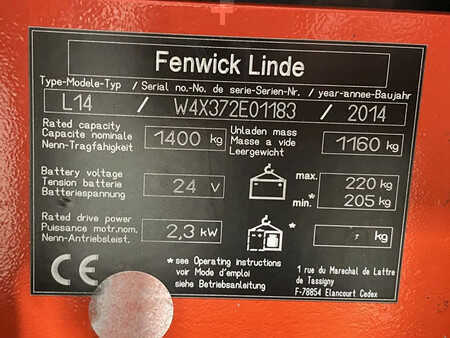 Fenwick Linde
Type-Modele-Typ / Serial no.-No. de serie-Serien-Nr. / year-annee-Baujahr
L14 / W4X372E01183 / 2014
Rated capacity
Capacite nominale
Nenn-Tragfähigkeit
1400 kg
Unladen mass
Masse a vide
Leergewicht
1160 kg
Battery voltage
Tension batterie
Batteriespannung
24 V
max. 220 kg
* min. 205 kg
Rated drive power
Puissance motr.nom.
Nenn-Antriebsleist.
2,3 kW
*
- kg
CE
* see Operating instructions
voir Mode d'emploi
siehe Betriebsanleitung
1 rue du Marechal de Lattre
de Tassigny
F-78854 Elancourt Cedex